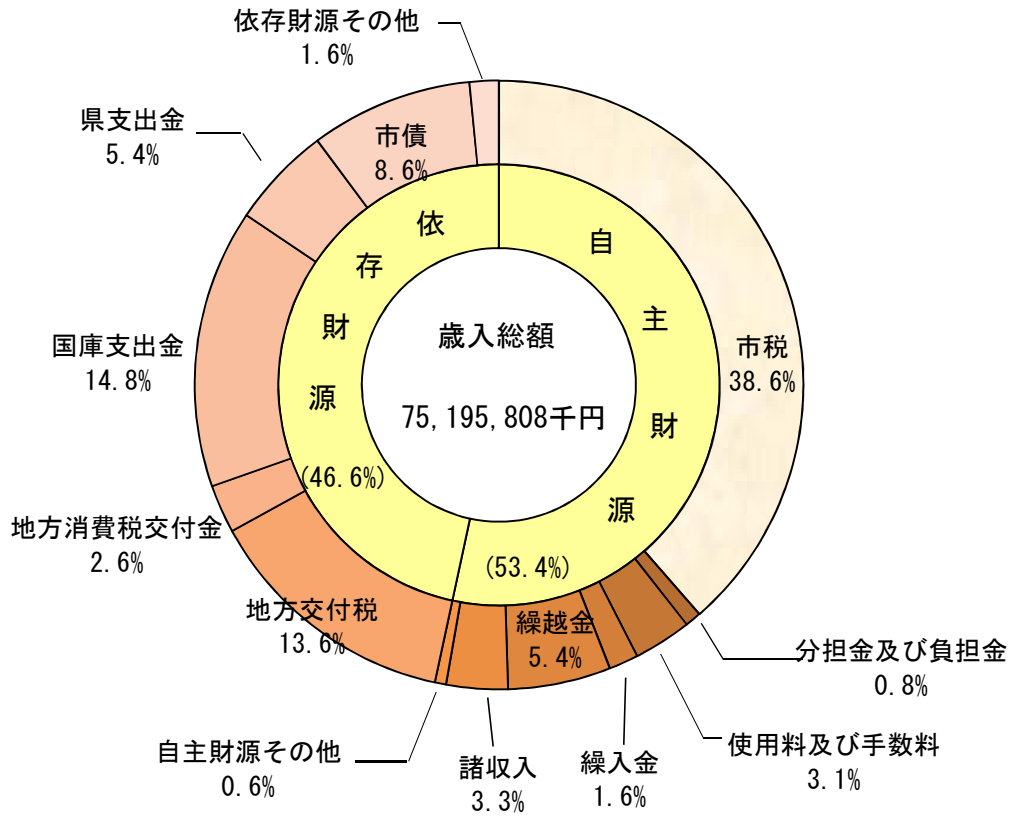 依存財源その他
1.6%
県支出金
5.4%
市債
8.6%
国庫支出金
14.8%
地方消費税交付金
2.6%
地方交付税
13.6%
依存財源
(46.6%)
自主財源
(53.4%)
歳入総額
75,195,808千円
市税
38.6%
分担金及び負担金
0.8%
使用料及び手数料
3.1%
繰入金
1.6%
繰越金
5.4%
諸収入
3.3%
自主財源その他
0.6%